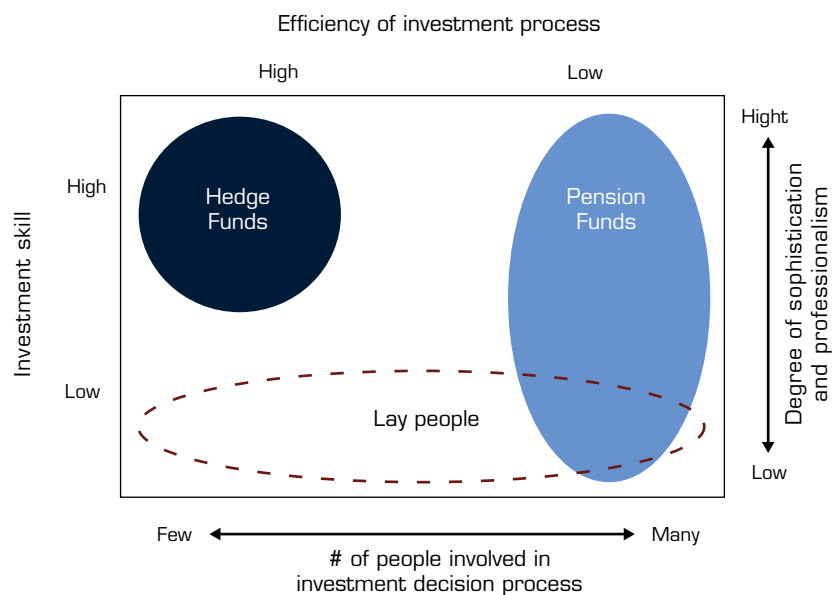 Efficiency of investment process
High
Low
Hight
High
Hedge
Funds
Pension
Funds
Investment skill
Degree of sophistication
and professionalism
Low
Lay people
Low
Few
Many
# of people involved in
investment decision process